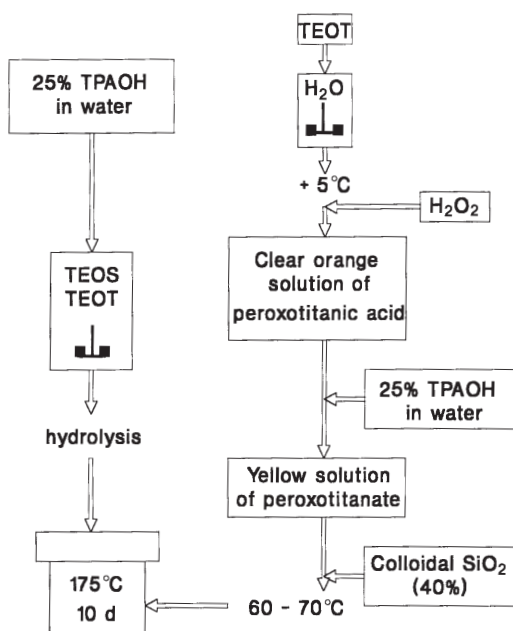 25% TPAOH
in water
TEOS
TEOT
hydrolysis
175°C
10 d
TEOT
H₂O
+ 5°C
H₂O₂
Clear orange
solution of
peroxotitanic acid
25% TPAOH
in water
Yellow solution
of peroxotitanate
Colloidal SiO₂
(40%)
60 - 70°C